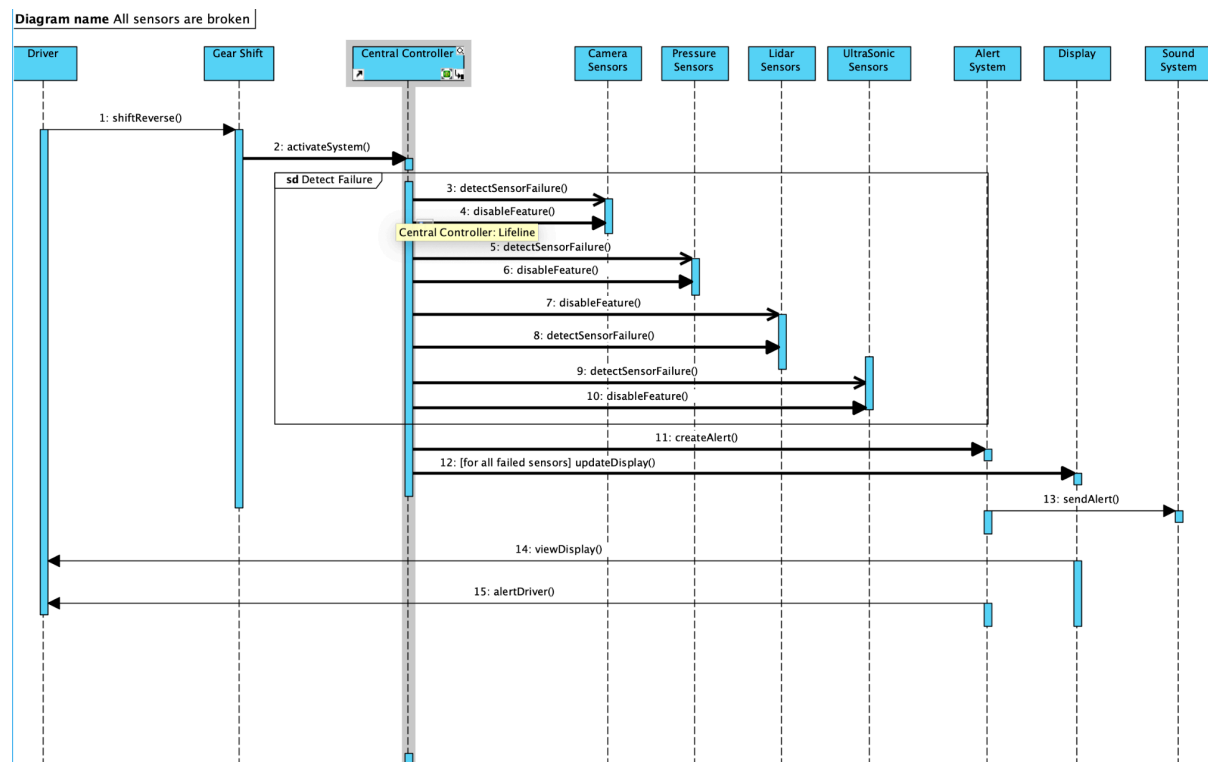 Diagram name All sensors are broken
Driver
Gear Shift
Central Controller
Camera
Sensors
Pressure
Sensors
Lidar
Sensors
UltraSonic
Sensors
Alert
System
Display
Sound
System
1: shiftReverse()
2: activateSystem()
sd Detect Failure
3: detectSensorFailure()
4: disableFeature()
Central Controller: Lifeline
5: detectSensorFailure()
6: disableFeature()
7: disableFeature()
8: detectSensorFailure()
9: detectSensorFailure()
10: disableFeature()
11: createAlert()
12: [for all failed sensors] updateDisplay()
13: sendAlert()
14: viewDisplay()
15: alertDriver()